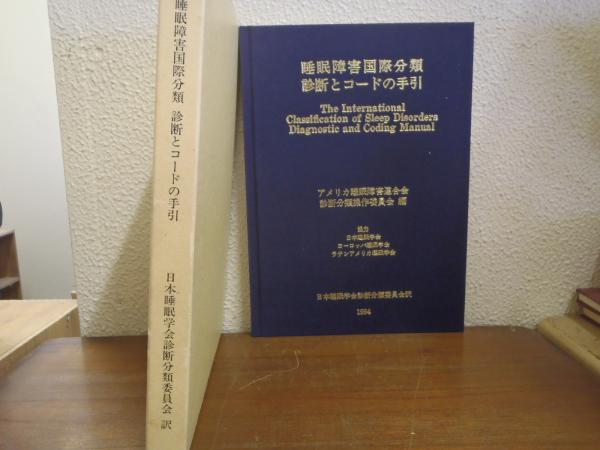 睡眠障害国際分類 診断とコードの手引
日本睡眠学会診断分類委員会 訳
睡眠障害国際分類
診断とコードの手引
The International
Classification of Sleep Disorders
Diagnostic and Coding Manual
アメリカ睡眠障害連合会
診断分類操作委員会 編
協力
日本睡眠学会
ヨーロッパ睡眠学会
ラテンアメリカ睡眠学会
日本睡眠学会診断分類委員会訳
1994